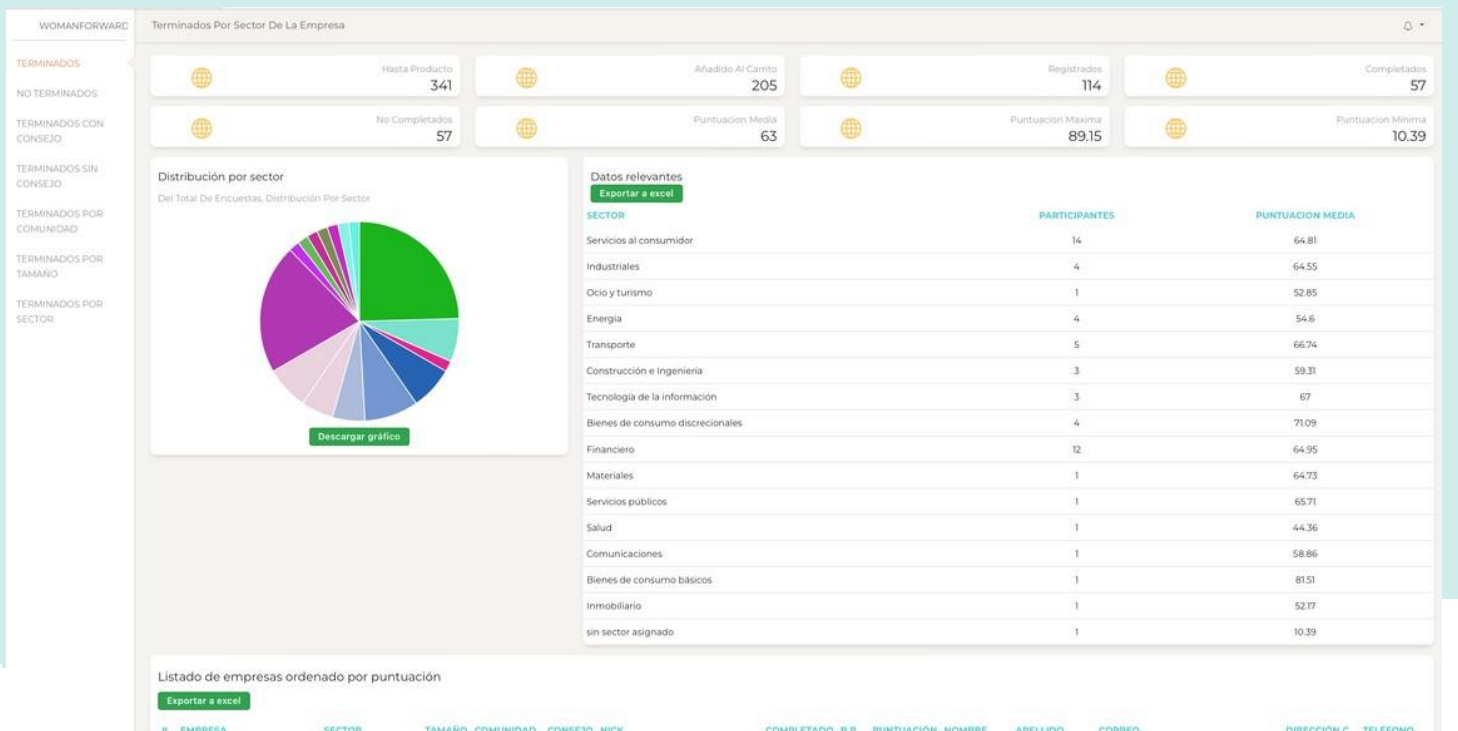 WOMANFORWARD
Terminados Por Sector De La Empresa
TERMINADOS
NO TERMINADOS
TERMINADOS CON
CONSEJO
TERMINADOS SIN
CONSEJO
TERMINADOS POR
COMUNIDAD
TERMINADOS POR
TAMAÑO
TERMINADOS POR
SECTOR
Hasta Producto
341
Añadido Al Carrito
205
Registrados
114
Completados
57
No Completados
57
Puntuacion Media
63
Puntuacion Maxima
89.15
Puntuacion Minima
10.39
Distribución por sector
Del Total De Encuestas, Distribución Por Sector
Descargar gráfico
Datos relevantes
Exportar a excel
SECTOR PARTICIPANTES PUNTUACION MEDIA
Servicios al consumidor 14 64.81
Industriales 4 64.55
Ocio y turismo 1 52.85
Energía 4 54.6
Transporte 5 66.74
Construcción e Ingeniería 3 59.31
Tecnología de la información 3 67
Bienes de consumo discrecionales 4 71.09
Financiero 12 64.95
Materiales 1 64.73
Servicios públicos 1 65.71
Salud 1 44.36
Comunicaciones 1 58.86
Bienes de consumo básicos 1 81.51
Inmobiliario 1 52.17
sin sector asignado 1 10.39
Listado de empresas ordenado por puntuación
Exportar a excel
# EMPRESA SECTOR TAMAÑO COMUNIDAD CONSEJO NICK COMPLETADO P.P. PUNTUACIÓN NOMBRE APELLIDO CORREO DIRECCIÓN C. TELÉFONO